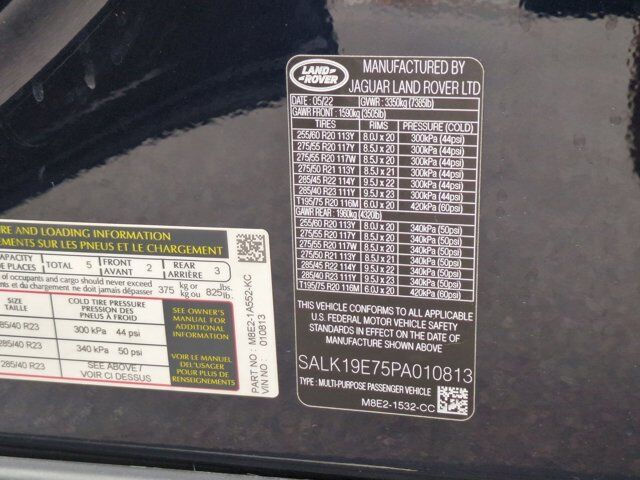 LAND ROVER
MANUFACTURED BY
JAGUAR LAND ROVER LTD
DATE: 05/22 GVWR: 3350kg (7385lb)
GAWR FRONT: 1590kg (3505lb)
TIRES RIMS PRESSURE (COLD)
255/60 R20 113Y 8.0J x 20 300kPa (44psi)
275/55 R20 117Y 8.5J x 20 300kPa (44psi)
275/55 R20 117W 8.5J x 20 300kPa (44psi)
275/50 R21 113Y 8.5J x 21 300kPa (44psi)
285/45 R22 114Y 9.5J x 22 300kPa (44psi)
285/40 R23 111Y 9.5J x 23 300kPa (44psi)
T195/75 R20 116M 6.0J x 20 420kPa (60psi)
GAWR REAR: 1960kg (4320lb)
255/60 R20 113Y 8.0J x 20 340kPa (50psi)
275/55 R20 117Y 8.5J x 20 340kPa (50psi)
275/55 R20 117W 8.5J x 20 340kPa (50psi)
275/50 R21 113Y 8.5J x 21 340kPa (50psi)
285/45 R22 114Y 9.5J x 22 340kPa (50psi)
285/40 R23 111Y 9.5J x 23 340kPa (50psi)
T195/75 R20 116M 6.0J x 20 420kPa (60psi)
THIS VEHICLE CONFORMS TO ALL APPLICABLE
U.S. FEDERAL MOTOR VEHICLE SAFETY
STANDARDS IN EFFECT ON THE DATE OF
MANUFACTURE SHOWN ABOVE
SALK19E75PA010813
TYPE : MULTI-PURPOSE PASSENGER VEHICLE
M8E2-1532-CC
RE AND LOADING INFORMATION
EMENTS SUR LES PNEUS ET LE CHARGEMENT
CAPACITY TOTAL 5 FRONT AVANT 2 REAR ARRIÈRE 3
DE PLACES
of occupants and cargo should never exceed 375 kg or 825 lbs.
nts et du chargement ne doit jamais dépasser kg ou lb.
SIZE TAILLE
COLD TIRE PRESSURE
PRESSION DES
PNEUS À FROID
85/40 R23 300 kPa 44 psi
85/40 R23 340 kPa 50 psi
285/40 R23 SEE ABOVE /
VOIR CI DESSUS
SEE OWNER'S
MANUAL FOR
ADDITIONAL
INFORMATION
VOIR LE MANUEL
DE L'USAGER
POUR PLUS DE
RENSEIGNEMENTS
PART NO : M8E2-1A552-KC
VIN NO : 010813